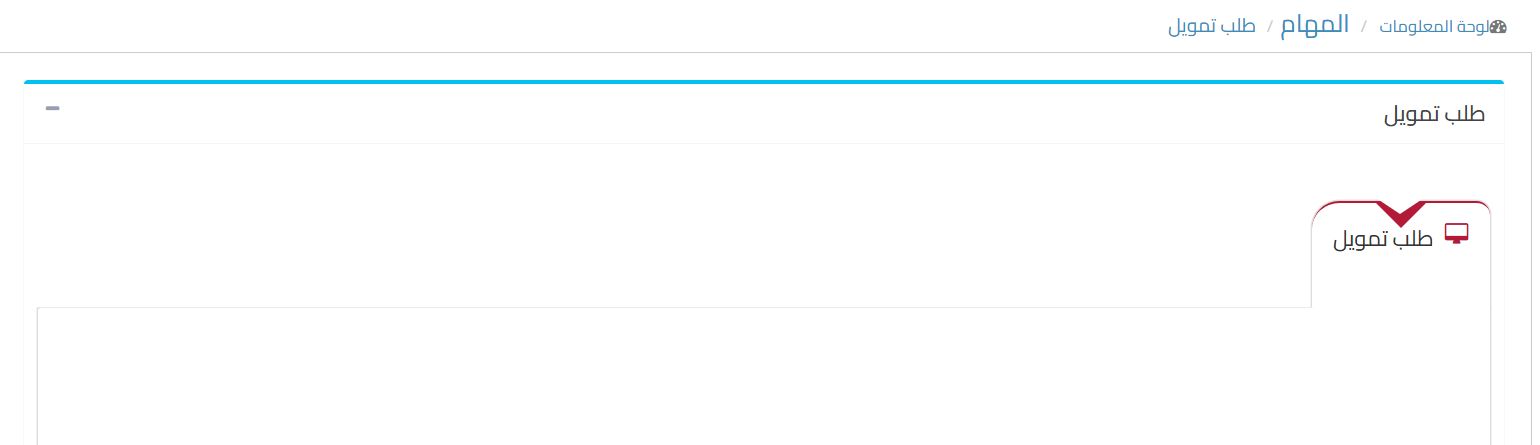 لوحة المعلومات / المهام / طلب تمويل
طلب تمويل
طلب تمويل